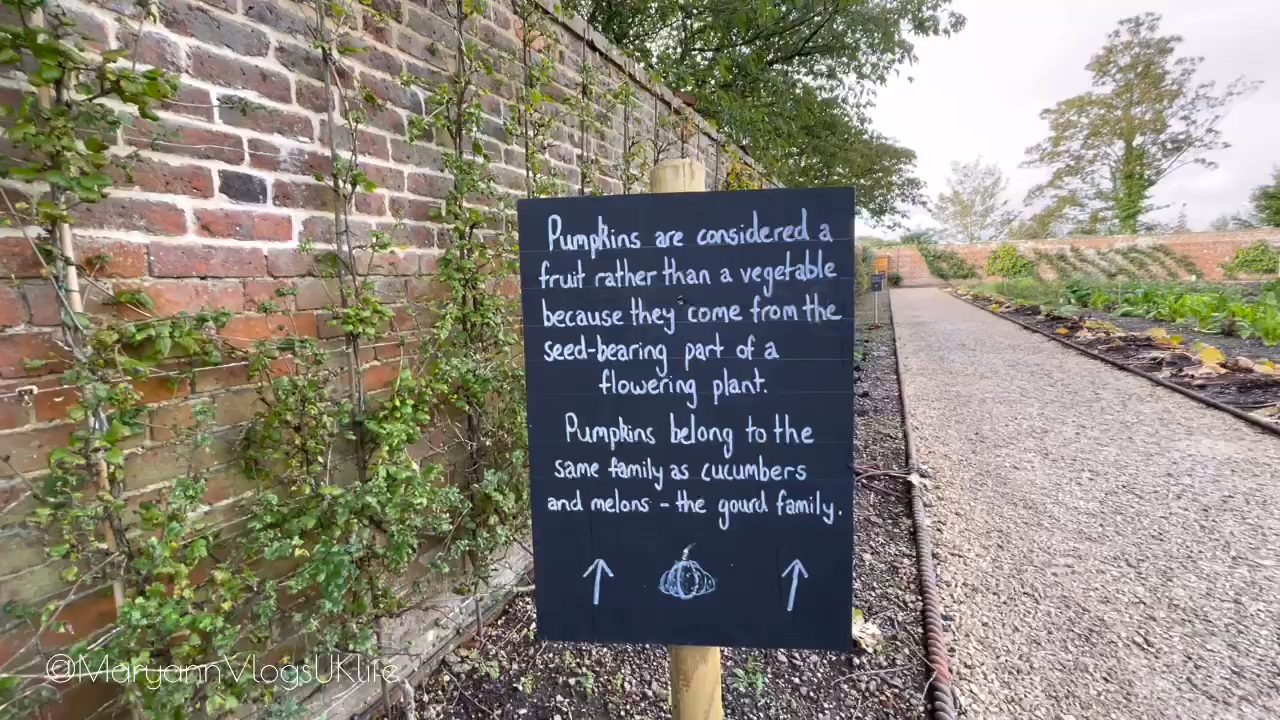 Pumpkins are considered a
fruit rather than a vegetable
because they come from the
seed-bearing part of a
flowering plant.
Pumpkins belong to the
same family as cucumbers
and melons - the gourd family.
©MaryannVlogsUKlife